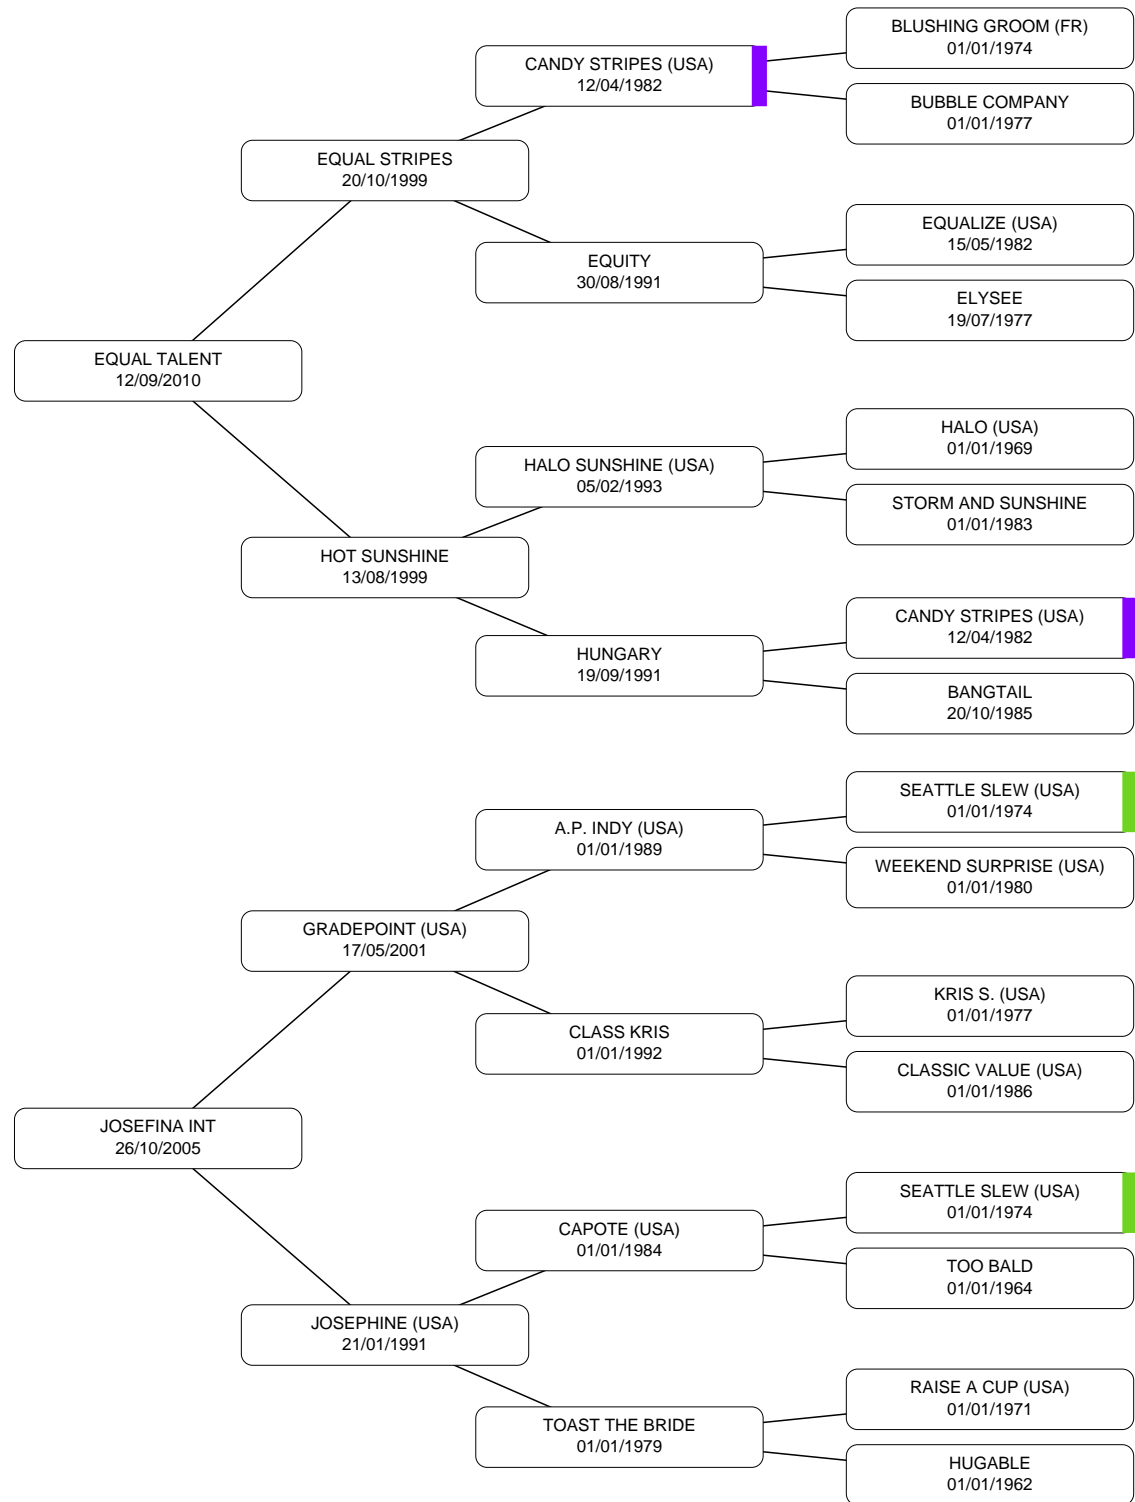 BLUSHING GROOM (FR)
01/01/1974
CANDY STRIPES (USA)
12/04/1982
BUBBLE COMPANY
01/01/1977
EQUAL STRIPES
20/10/1999
EQUALIZE (USA)
15/05/1982
EQUITY
30/08/1991
ELYSEE
19/07/1977
EQUAL TALENT
12/09/2010
HALO (USA)
01/01/1969
HALO SUNSHINE (USA)
05/02/1993
STORM AND SUNSHINE
01/01/1983
HOT SUNSHINE
13/08/1999
CANDY STRIPES (USA)
12/04/1982
HUNGARY
19/09/1991
BANGTAIL
20/10/1985
SEATTLE SLEW (USA)
01/01/1974
A.P. INDY (USA)
01/01/1989
WEEKEND SURPRISE (USA)
01/01/1980
GRADEPOINT (USA)
17/05/2001
KRIS S. (USA)
01/01/1977
CLASS KRIS
01/01/1992
CLASSIC VALUE (USA)
01/01/1986
JOSEFINA INT
26/10/2005
SEATTLE SLEW (USA)
01/01/1974
CAPOTE (USA)
01/01/1984
TOO BALD
01/01/1964
JOSEPHINE (USA)
21/01/1991
RAISE A CUP (USA)
01/01/1971
TOAST THE BRIDE
01/01/1979
HUGABLE
01/01/1962